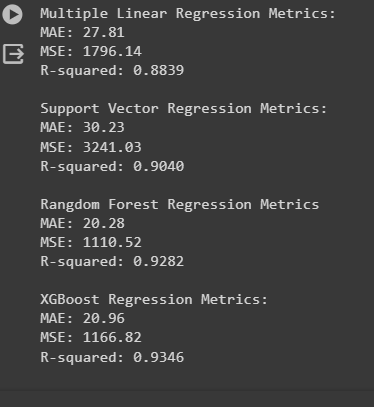 Multiple Linear Regression Metrics:
MAE: 27.81
MSE: 1796.14
R-squared: 0.8839
Support Vector Regression Metrics:
MAE: 30.23
MSE: 3241.03
R-squared: 0.9040
Rangdom Forest Regression Metrics
MAE: 20.28
MSE: 1110.52
R-squared: 0.9282
XGBoost Regression Metrics:
MAE: 20.96
MSE: 1166.82
R-squared: 0.9346